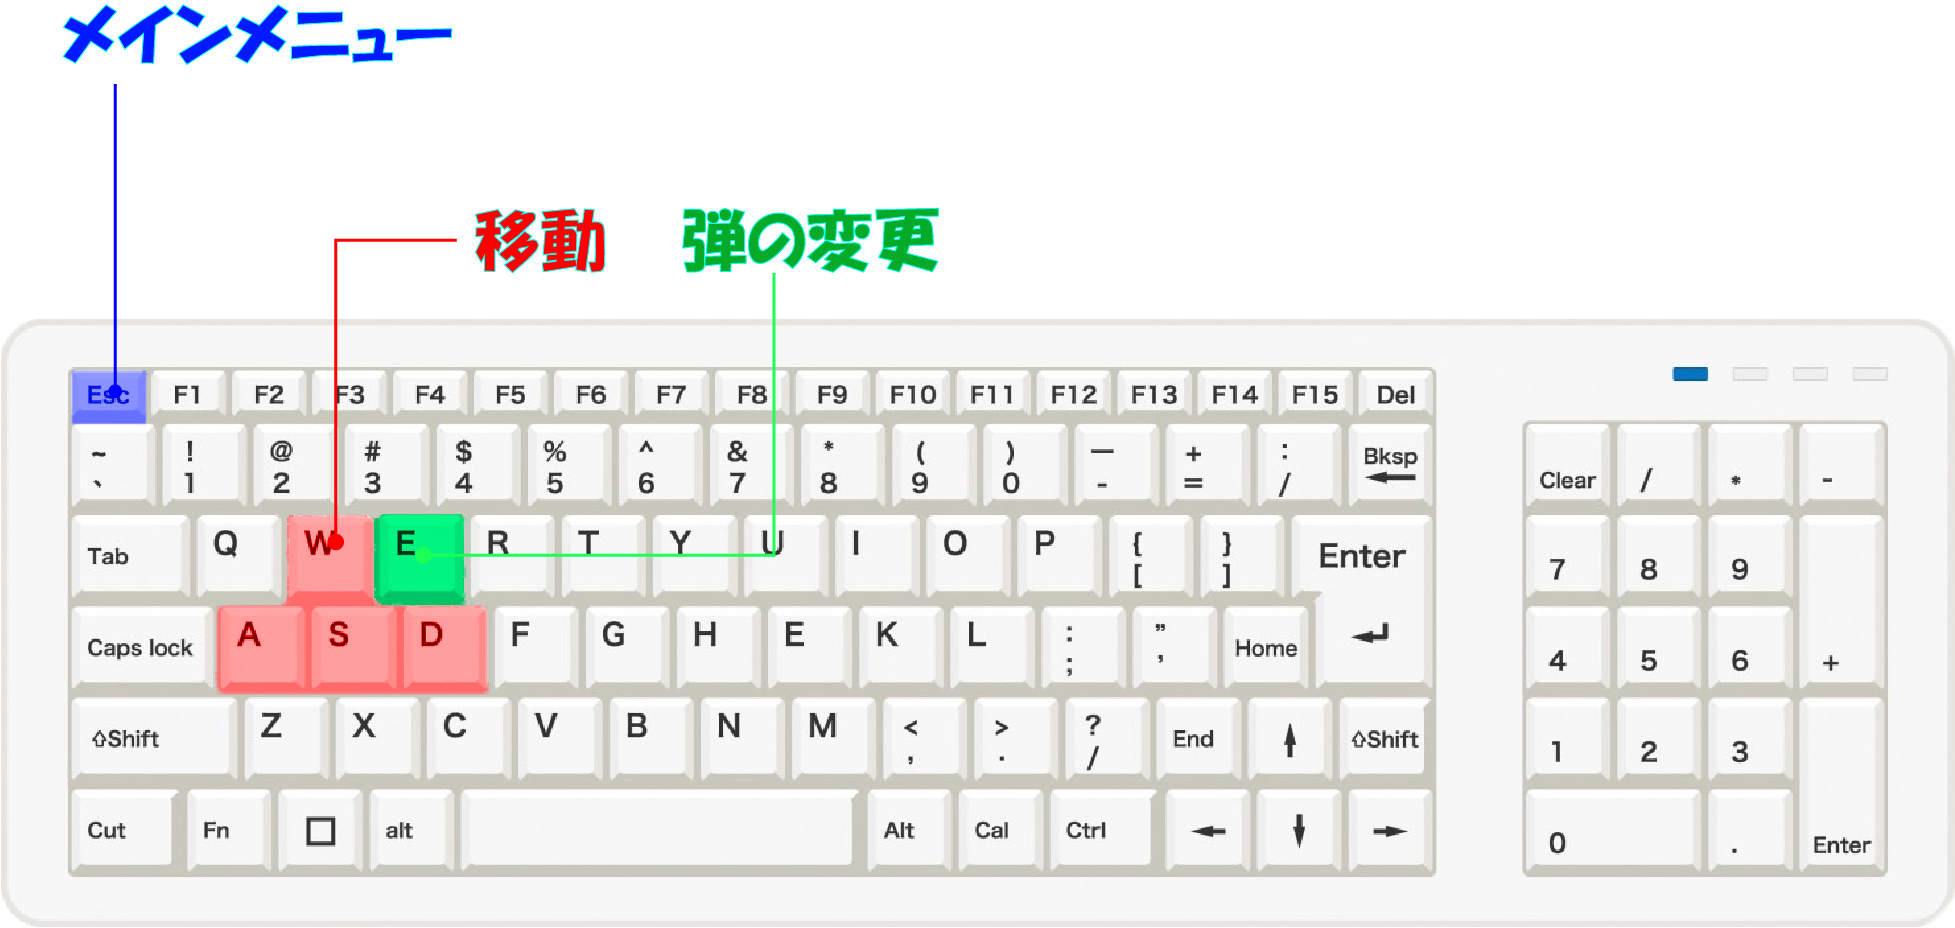 メインメニュー
移動 弾の変更
Esc F1 F2 F3 F4 F5 F6 F7 F8 F9 F10 F11 F12 F13 F14 F15 Del
~ ! @ # $ % ^ & * ( ) — + : Bksp
` 1 2 3 4 5 6 7 8 9 0 - = / ←
Clear / * -
Tab Q W E R T Y U I O P { } Enter
[ ]
7 8 9
Caps lock A S D F G H E K L : ” Home ↵
; ,
4 5 6 +
⇧Shift Z X C V B N M < > ? End ↑ ⇧Shift
, . /
1 2 3
Cut Fn □ alt Alt Cal Ctrl ← ↓ →
0 . Enter